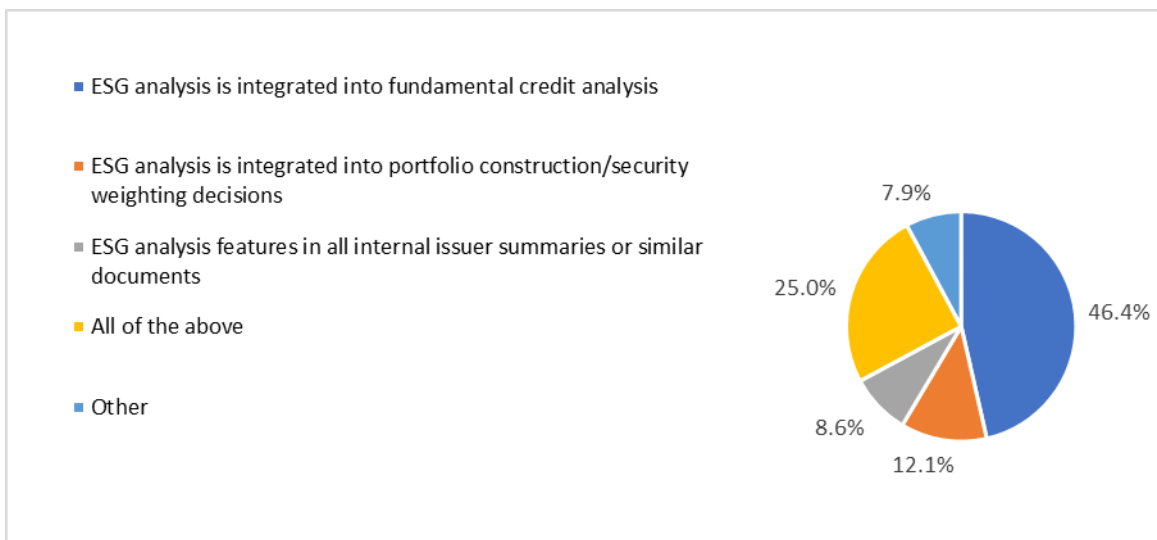 ESG analysis is integrated into fundamental credit analysis
ESG analysis is integrated into portfolio construction/security
weighting decisions
ESG analysis features in all internal issuer summaries or similar
documents
All of the above
Other
7.9%
25.0%
46.4%
8.6%
12.1%